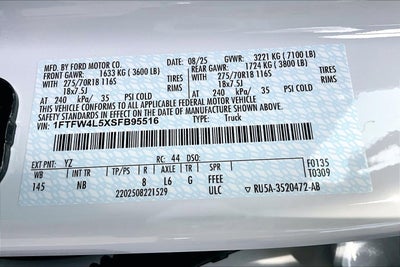 MFD. BY FORD MOTOR CO. 08/25 GVWR: 3221 KG (7100 LB)
FRONT GAWR: 1633 KG (3600 LB) REAR GAWR: 1724 KG (3800 LB)
275/70R18 116S TIRES 275/70R18 116S TIRES
18x7.5J RIMS 18x7.5J
AT 240 kPa/ 35 PSI COLD AT 240 kPa/ 35 PSI COLD
THIS VEHICLE CONFORMS TO ALL APPLICABLE FEDERAL MOTOR VEHICLE
SAFETY STANDARDS IN EFFECT ON THE DATE OF MANUFACTURE SHOWN ABOVE.
VIN: 1FTFW4L5XSFB95516 TYPE: Truck
EXT PNT: YZ RC: 44 DSO: F0135
WB INT TR TP/PS R AXLE TR SPR T0309
145 NB 8 L6 G FFEE
2202508221529 ULC RU5A-3520472-AB